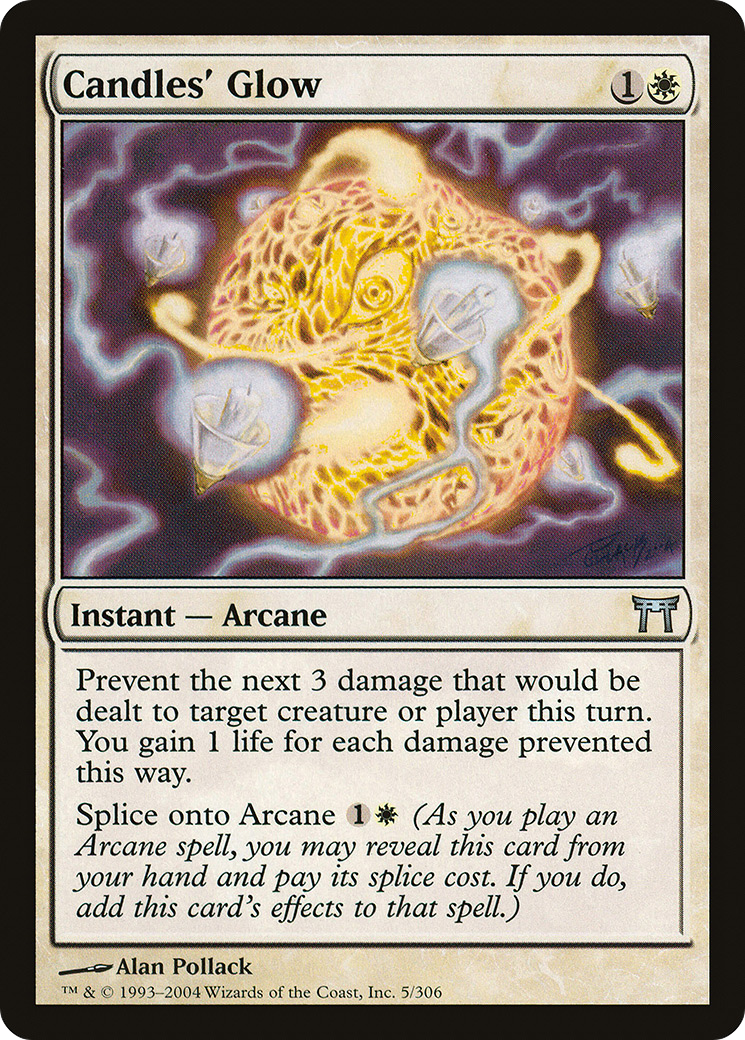 Candles' Glow 1
Instant — Arcane
Prevent the next 3 damage that would be
dealt to target creature or player this turn.
You gain 1 life for each damage prevented
this way.
Splice onto Arcane 1 (As you play an
Arcane spell, you may reveal this card from
your hand and pay its splice cost. If you do,
add this card's effects to that spell.)
Alan Pollack
™ & © 1993–2004 Wizards of the Coast, Inc. 5/306